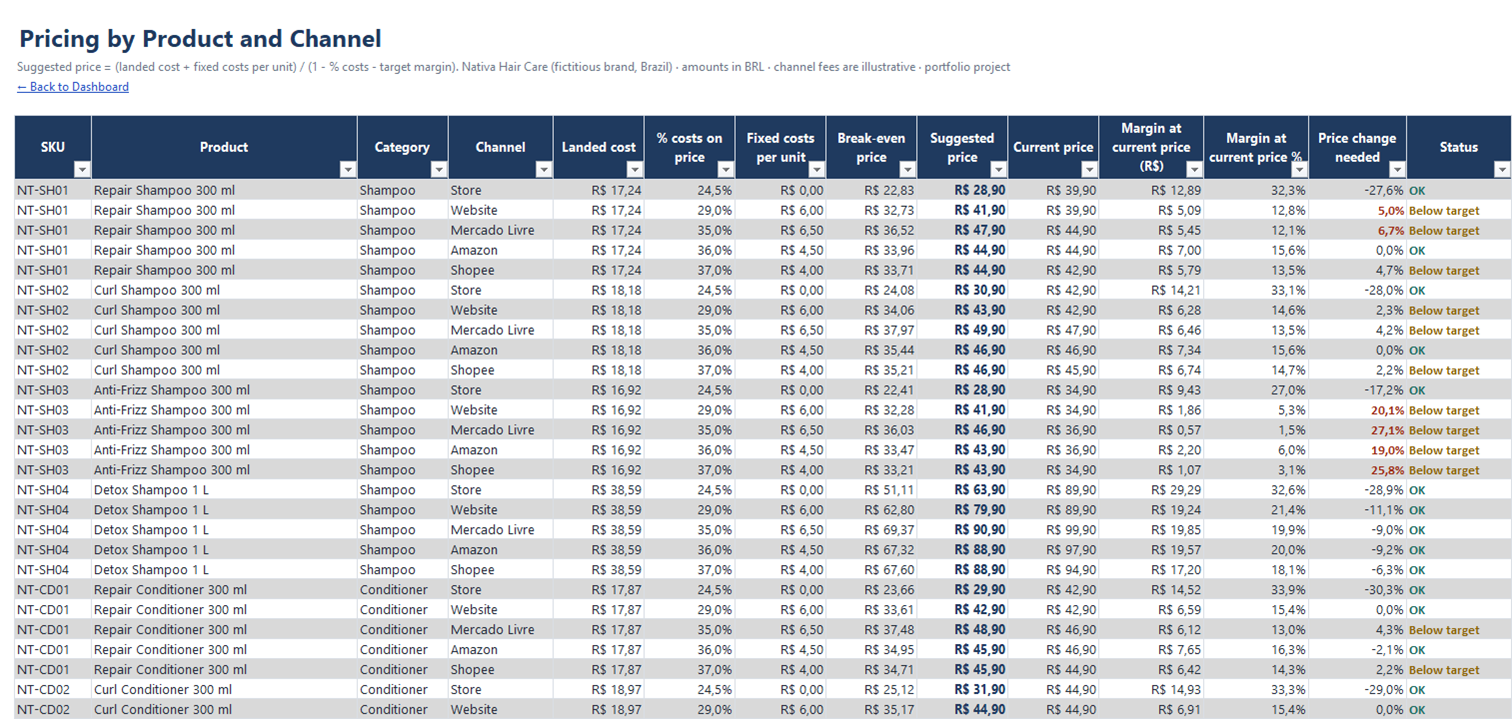 Pricing by Product and Channel
Suggested price = (landed cost + fixed costs per unit) / (1 - % costs - target margin). Nativa Hair Care (fictitious brand, Brazil) · amounts in BRL · channel fees are illustrative · portfolio project
← Back to Dashboard
SKU Product Category Channel Landed cost % costs on price Fixed costs per unit Break-even price Suggested price Current price Margin at current price (R$) Margin at current price % Price change needed Status
NT-SH01 Repair Shampoo 300 ml Shampoo Store R$ 17,24 24,5% R$ 0,00 R$ 22,83 R$ 28,90 R$ 39,90 R$ 12,89 32,3% -27,6% OK
NT-SH01 Repair Shampoo 300 ml Shampoo Website R$ 17,24 29,0% R$ 6,00 R$ 32,73 R$ 41,90 R$ 39,90 R$ 5,09 12,8% 5,0% Below target
NT-SH01 Repair Shampoo 300 ml Shampoo Mercado Livre R$ 17,24 35,0% R$ 6,50 R$ 36,52 R$ 47,90 R$ 44,90 R$ 5,45 12,1% 6,7% Below target
NT-SH01 Repair Shampoo 300 ml Shampoo Amazon R$ 17,24 36,0% R$ 4,50 R$ 33,96 R$ 44,90 R$ 44,90 R$ 7,00 15,6% 0,0% OK
NT-SH01 Repair Shampoo 300 ml Shampoo Shopee R$ 17,24 37,0% R$ 4,00 R$ 33,71 R$ 44,90 R$ 42,90 R$ 5,79 13,5% 4,7% Below target
NT-SH02 Curl Shampoo 300 ml Shampoo Store R$ 18,18 24,5% R$ 0,00 R$ 24,08 R$ 30,90 R$ 42,90 R$ 14,21 33,1% -28,0% OK
NT-SH02 Curl Shampoo 300 ml Shampoo Website R$ 18,18 29,0% R$ 6,00 R$ 34,06 R$ 43,90 R$ 42,90 R$ 6,28 14,6% 2,3% Below target
NT-SH02 Curl Shampoo 300 ml Shampoo Mercado Livre R$ 18,18 35,0% R$ 6,50 R$ 37,97 R$ 49,90 R$ 47,90 R$ 6,46 13,5% 4,2% Below target
NT-SH02 Curl Shampoo 300 ml Shampoo Amazon R$ 18,18 36,0% R$ 4,50 R$ 35,44 R$ 46,90 R$ 46,90 R$ 7,34 15,6% 0,0% OK
NT-SH02 Curl Shampoo 300 ml Shampoo Shopee R$ 18,18 37,0% R$ 4,00 R$ 35,21 R$ 46,90 R$ 45,90 R$ 6,74 14,7% 2,2% Below target
NT-SH03 Anti-Frizz Shampoo 300 ml Shampoo Store R$ 16,92 24,5% R$ 0,00 R$ 22,41 R$ 28,90 R$ 34,90 R$ 9,43 27,0% -17,2% OK
NT-SH03 Anti-Frizz Shampoo 300 ml Shampoo Website R$ 16,92 29,0% R$ 6,00 R$ 32,28 R$ 41,90 R$ 34,90 R$ 1,86 5,3% 20,1% Below target
NT-SH03 Anti-Frizz Shampoo 300 ml Shampoo Mercado Livre R$ 16,92 35,0% R$ 6,50 R$ 36,03 R$ 46,90 R$ 36,90 R$ 0,57 1,5% 27,1% Below target
NT-SH03 Anti-Frizz Shampoo 300 ml Shampoo Amazon R$ 16,92 36,0% R$ 4,50 R$ 33,47 R$ 43,90 R$ 36,90 R$ 2,20 6,0% 19,0% Below target
NT-SH03 Anti-Frizz Shampoo 300 ml Shampoo Shopee R$ 16,92 37,0% R$ 4,00 R$ 33,21 R$ 43,90 R$ 34,90 R$ 1,07 3,1% 25,8% Below target
NT-SH04 Detox Shampoo 1 L Shampoo Store R$ 38,59 24,5% R$ 0,00 R$ 51,11 R$ 63,90 R$ 89,90 R$ 29,29 32,6% -28,9% OK
NT-SH04 Detox Shampoo 1 L Shampoo Website R$ 38,59 29,0% R$ 6,00 R$ 62,80 R$ 79,90 R$ 89,90 R$ 19,24 21,4% -11,1% OK
NT-SH04 Detox Shampoo 1 L Shampoo Mercado Livre R$ 38,59 35,0% R$ 6,50 R$ 69,37 R$ 90,90 R$ 99,90 R$ 19,85 19,9% -9,0% OK
NT-SH04 Detox Shampoo 1 L Shampoo Amazon R$ 38,59 36,0% R$ 4,50 R$ 67,32 R$ 88,90 R$ 97,90 R$ 19,57 20,0% -9,2% OK
NT-SH04 Detox Shampoo 1 L Shampoo Shopee R$ 38,59 37,0% R$ 4,00 R$ 67,60 R$ 88,90 R$ 94,90 R$ 17,20 18,1% -6,3% OK
NT-CD01 Repair Conditioner 300 ml Conditioner Store R$ 17,87 24,5% R$ 0,00 R$ 23,66 R$ 29,90 R$ 42,90 R$ 14,52 33,9% -30,3% OK
NT-CD01 Repair Conditioner 300 ml Conditioner Website R$ 17,87 29,0% R$ 6,00 R$ 33,61 R$ 42,90 R$ 42,90 R$ 6,59 15,4% 0,0% OK
NT-CD01 Repair Conditioner 300 ml Conditioner Mercado Livre R$ 17,87 35,0% R$ 6,50 R$ 37,48 R$ 48,90 R$ 46,90 R$ 6,12 13,0% 4,3% Below target
NT-CD01 Repair Conditioner 300 ml Conditioner Amazon R$ 17,87 36,0% R$ 4,50 R$ 34,95 R$ 45,90 R$ 46,90 R$ 7,65 16,3% -2,1% OK
NT-CD01 Repair Conditioner 300 ml Conditioner Shopee R$ 17,87 37,0% R$ 4,00 R$ 34,71 R$ 45,90 R$ 44,90 R$ 6,42 14,3% 2,2% Below target
NT-CD02 Curl Conditioner 300 ml Conditioner Store R$ 18,97 24,5% R$ 0,00 R$ 25,12 R$ 31,90 R$ 44,90 R$ 14,93 33,3% -29,0% OK
NT-CD02 Curl Conditioner 300 ml Conditioner Website R$ 18,97 29,0% R$ 6,00 R$ 35,17 R$ 44,90 R$ 44,90 R$ 6,91 15,4% 0,0% OK